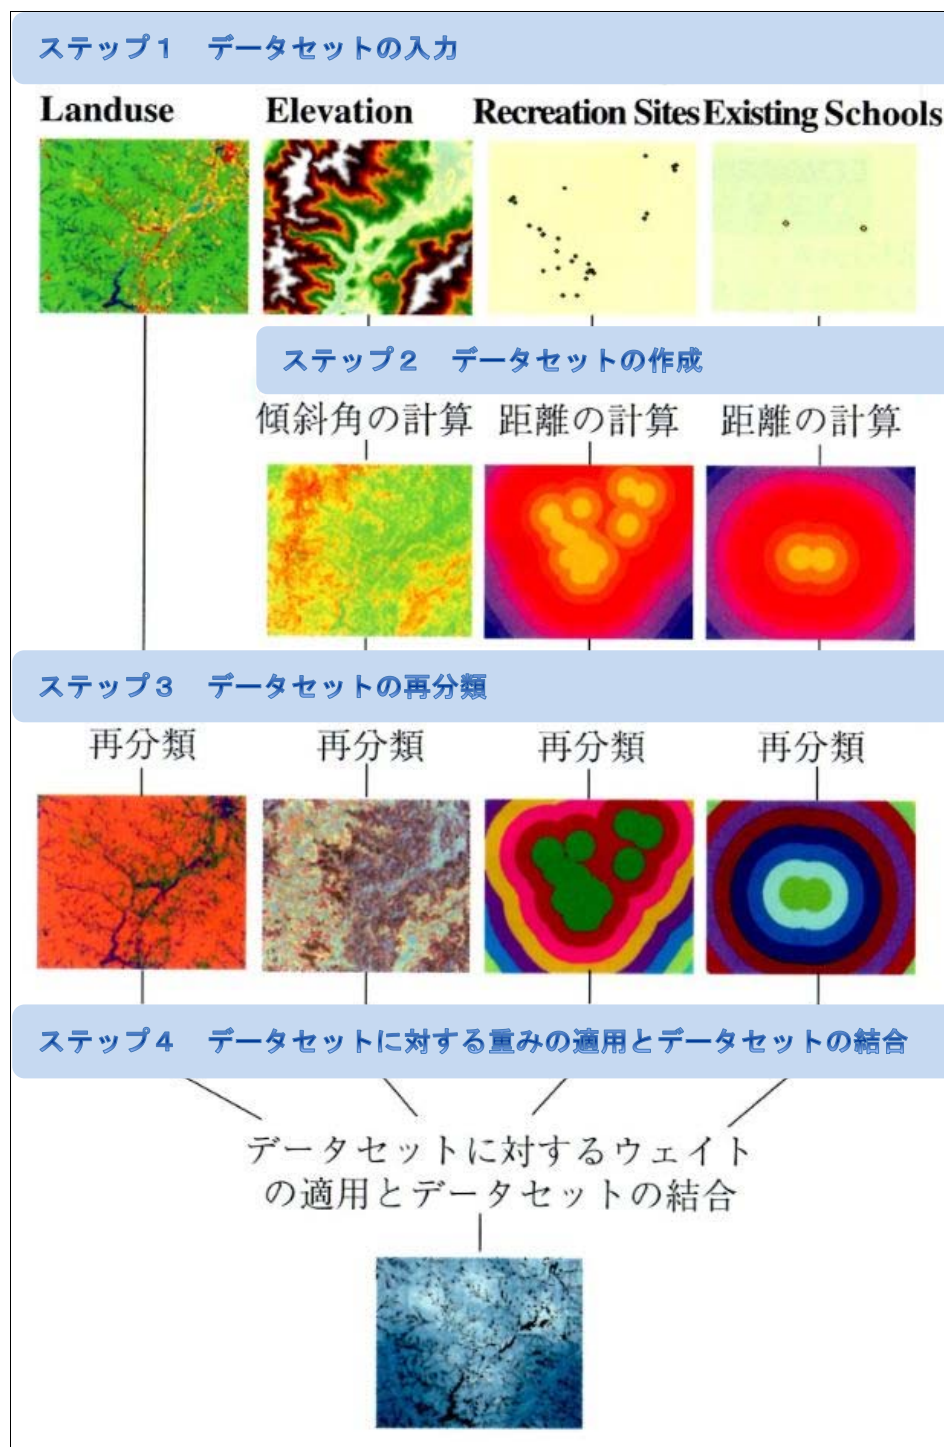 ステップ１　データセットの入力
Landuse Elevation Recreation Sites Existing Schools
ステップ２　データセットの作成
傾斜角の計算 距離の計算 距離の計算
ステップ３　データセットの再分類
再分類 再分類 再分類 再分類
ステップ４　データセットに対する重みの適用とデータセットの結合
データセットに対するウェイト
の適用とデータセットの結合